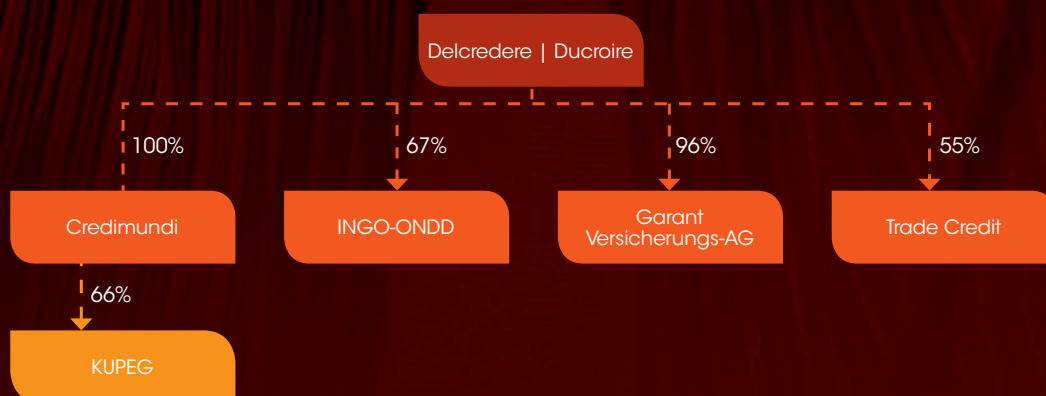 Delcredere | Ducroire
100%
67%
96%
55%
Credimundi
INGO-ONDD
Garant
Versicherungs-AG
Trade Credit
66%
KUPEG